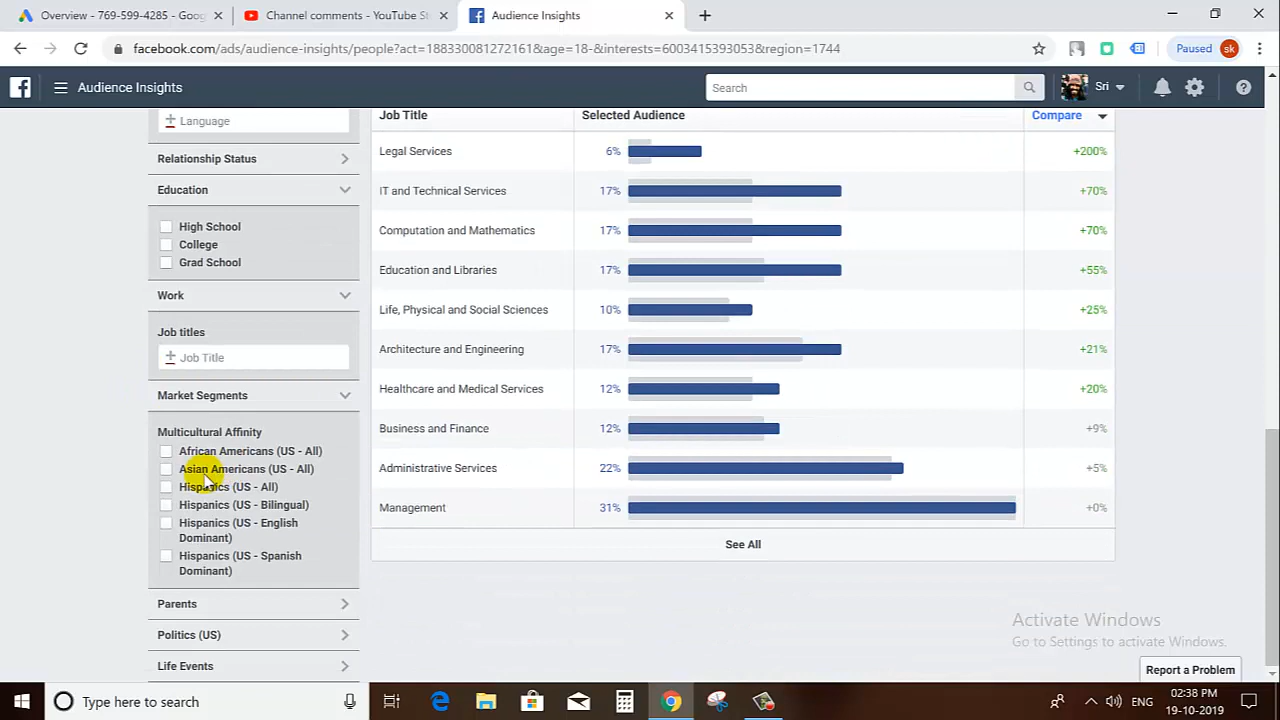 Overview - 769-599-4285 - Goog
Channel comments - YouTube St
Audience Insights
facebook.com/ads/audience-insights/people?act=188330081272161&age=18-&interests=6003415393053&region=1744
Paused
sk
Audience Insights
Search
Sri
Language
Relationship Status
Education
High School
College
Grad School
Work
Job titles
Job Title
Market Segments
Multicultural Affinity
African Americans (US - All)
Asian Americans (US - All)
Hispanics (US - All)
Hispanics (US - Bilingual)
Hispanics (US - English
Dominant)
Hispanics (US - Spanish
Dominant)
Parents
Politics (US)
Life Events
Job Title Selected Audience Compare
Legal Services 6% +200%
IT and Technical Services 17% +70%
Computation and Mathematics 17% +70%
Education and Libraries 17% +55%
Life, Physical and Social Sciences 10% +25%
Architecture and Engineering 17% +21%
Healthcare and Medical Services 12% +20%
Business and Finance 12% +9%
Administrative Services 22% +5%
Management 31% +0%
See All
Activate Windows
Go to Settings to activate Windows.
Report a Problem
Type here to search
ENG
02:38 PM
19-10-2019